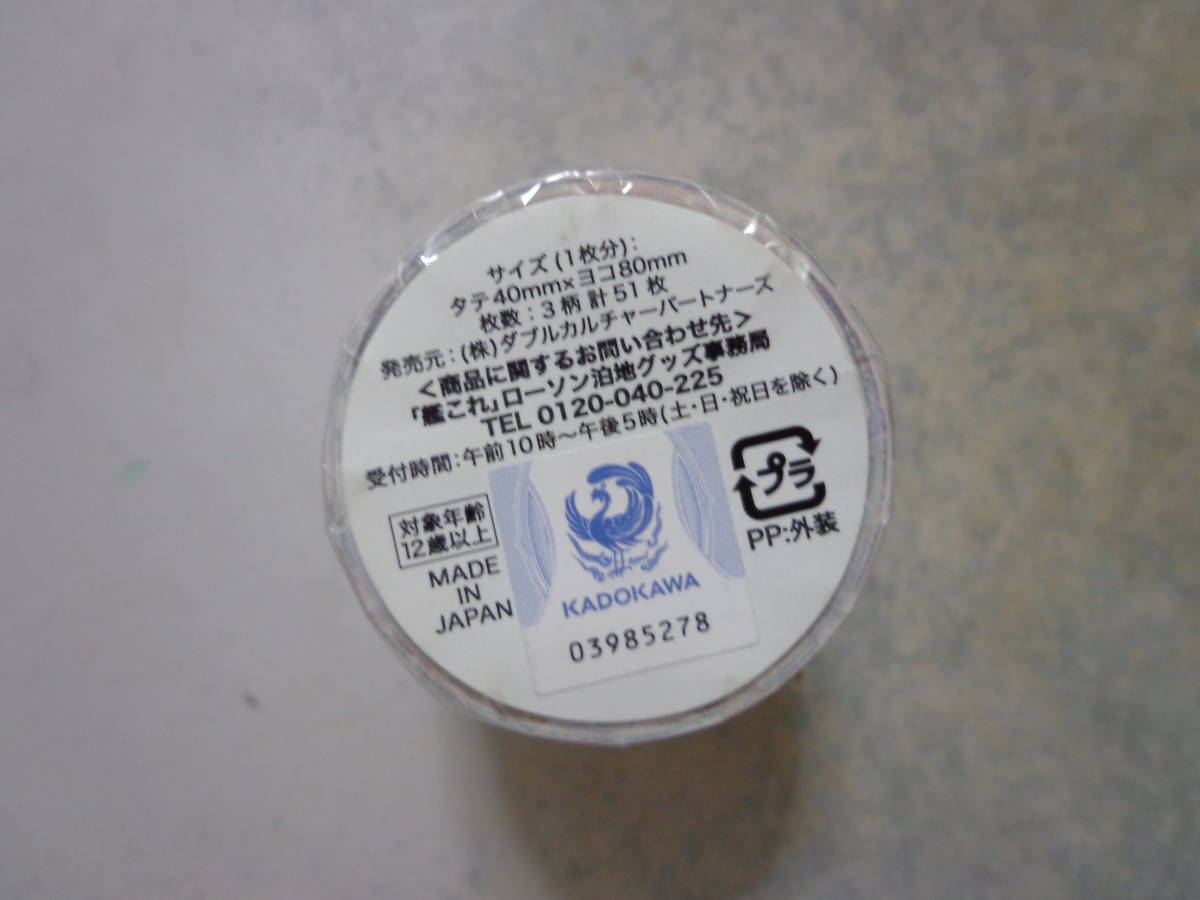 サイズ(1枚分):
タテ40mm×ヨコ80mm
枚数:3柄 計51枚
発売元:(株)ダブルカルチャーパートナーズ
<商品に関するお問い合わせ先>
「艦これ」ローソン泊地グッズ事務局
TEL 0120-040-225
受付時間:午前10時～午後5時(土・日・祝日を除く)
対象年齢
12歳以上
MADE
IN
JAPAN
KADOKAWA
03985278
プラ
PP:外装